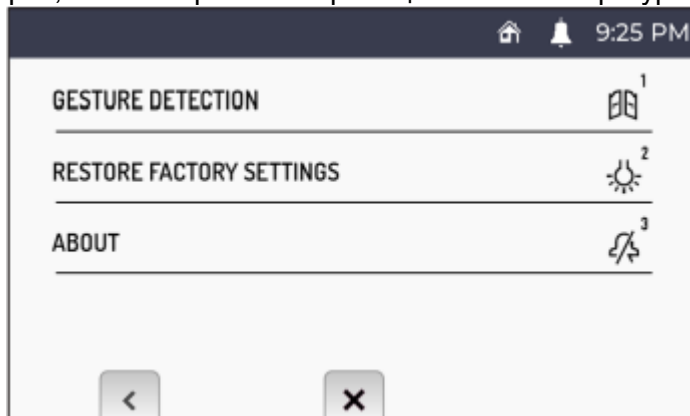 9:25 PM
GESTURE DETECTION 1
RESTORE FACTORY SETTINGS 2
ABOUT 3